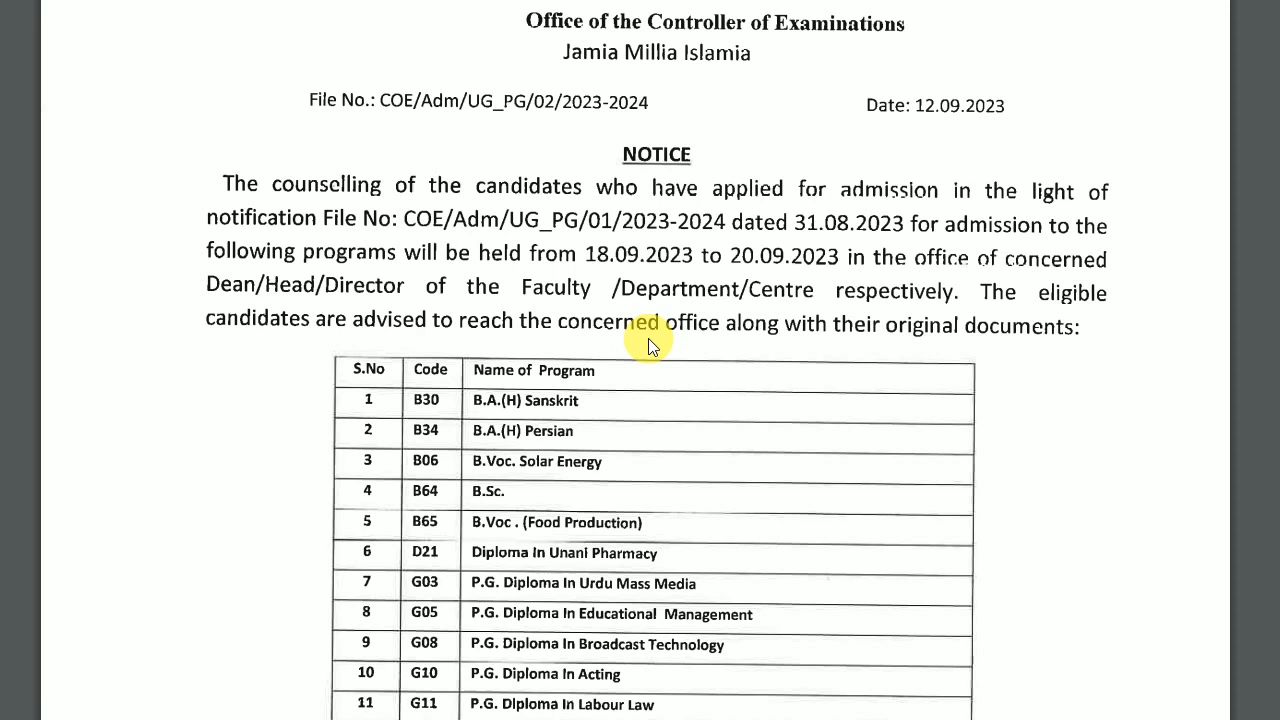 Office of the Controller of Examinations
Jamia Millia Islamia
File No.: COE/Adm/UG_PG/02/2023-2024 Date: 12.09.2023
NOTICE
The counselling of the candidates who have applied for admission in the light of
notification File No: COE/Adm/UG_PG/01/2023-2024 dated 31.08.2023 for admission to the
following programs will be held from 18.09.2023 to 20.09.2023 in the office of concerned
Dean/Head/Director of the Faculty /Department/Centre respectively. The eligible
candidates are advised to reach the concerned office along with their original documents:
S.No Code Name of Program
1 B30 B.A.(H) Sanskrit
2 B34 B.A.(H) Persian
3 B06 B.Voc. Solar Energy
4 B64 B.Sc.
5 B65 B.Voc . (Food Production)
6 D21 Diploma In Unani Pharmacy
7 G03 P.G. Diploma In Urdu Mass Media
8 G05 P.G. Diploma In Educational Management
9 G08 P.G. Diploma In Broadcast Technology
10 G10 P.G. Diploma In Acting
11 G11 P.G. Diploma In Labour Law